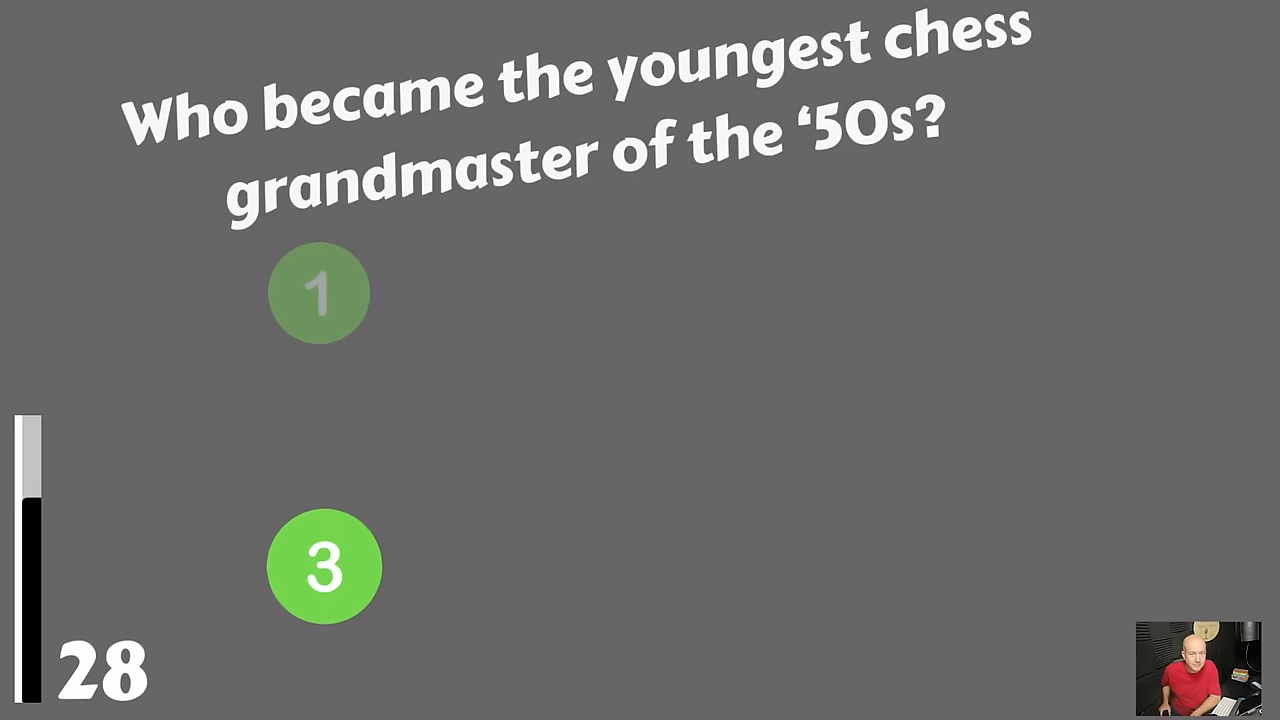 Who became the youngest chess
grandmaster of the ‘50s?
1
3
28